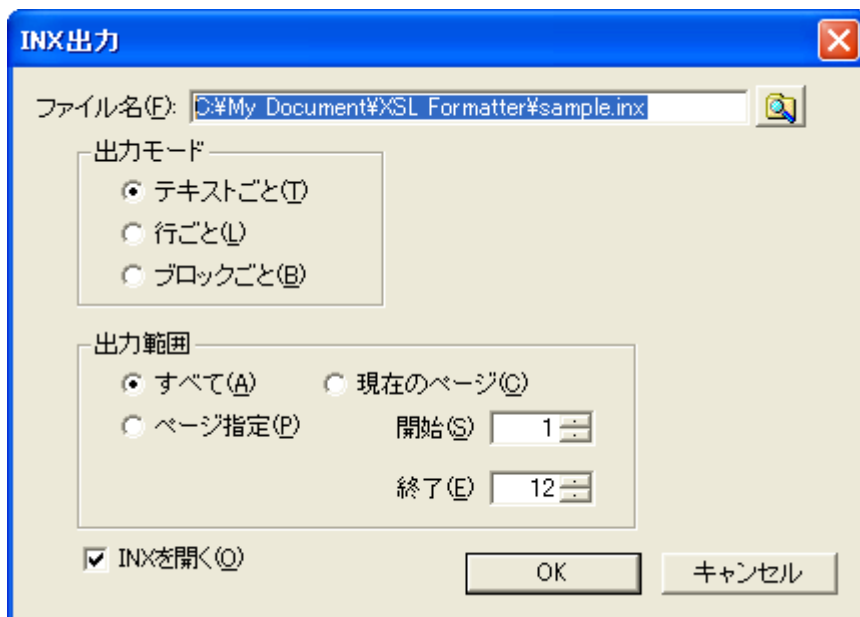 INX出力
ファイル名(F): C:¥My Document¥XSL Formatter¥sample.inx
出力モード
テキストごと(T)
行ごと(L)
ブロックごと(B)
出力範囲
すべて(A) 現在のページ(C)
ページ指定(P) 開始(S) 1
終了(E) 12
INXを開く(O)
OK キャンセル